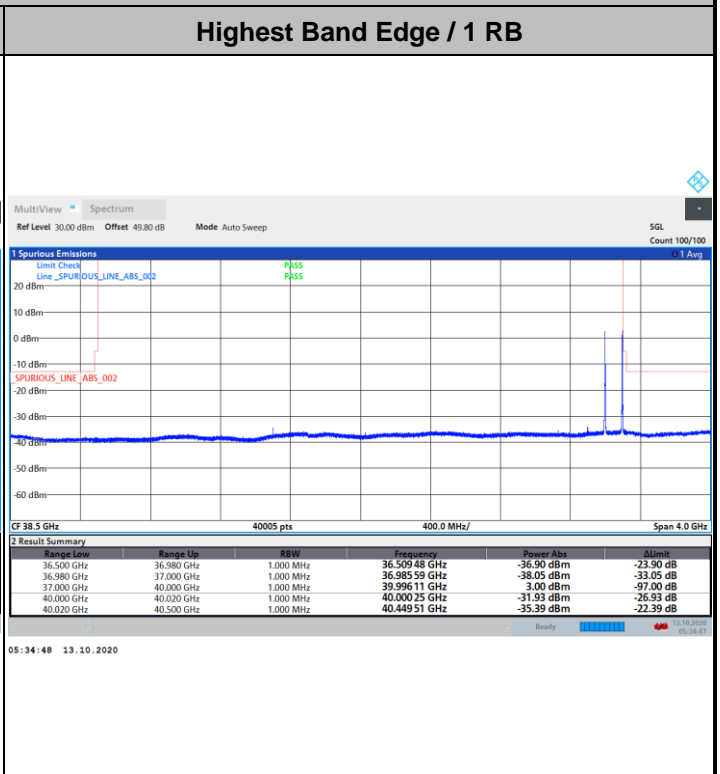 Highest Band Edge / 1 RB
MultiView Spectrum
Ref Level 30.00 dBm Offset 49.80 dB Mode Auto Sweep SGL
Count 100/100
1 Spurious Emissions 1 Avg
Limit Check PASS
Line _SPURIOUS_LINE_ABS_002 PASS
20 dBm
10 dBm
0 dBm
-10 dBm
_SPURIOUS_LINE_ABS_002
-20 dBm
-30 dBm
-40 dBm
-50 dBm
-60 dBm
CF 38.5 GHz 40005 pts 400.0 MHz/ Span 4.0 GHz
2 Result Summary
Range Low Range Up RBW Frequency Power Abs ΔLimit
36.500 GHz 36.980 GHz 1.000 MHz 36.509 48 GHz -36.90 dBm -23.90 dB
36.980 GHz 37.000 GHz 1.000 MHz 36.985 59 GHz -38.05 dBm -33.05 dB
37.000 GHz 40.000 GHz 1.000 MHz 39.996 11 GHz 3.00 dBm -97.00 dB
40.000 GHz 40.020 GHz 1.000 MHz 40.000 25 GHz -31.93 dBm -26.93 dB
40.020 GHz 40.500 GHz 1.000 MHz 40.449 51 GHz -35.39 dBm -22.39 dB
Ready 13.10.2020
05:34:47
05:34:48 13.10.2020